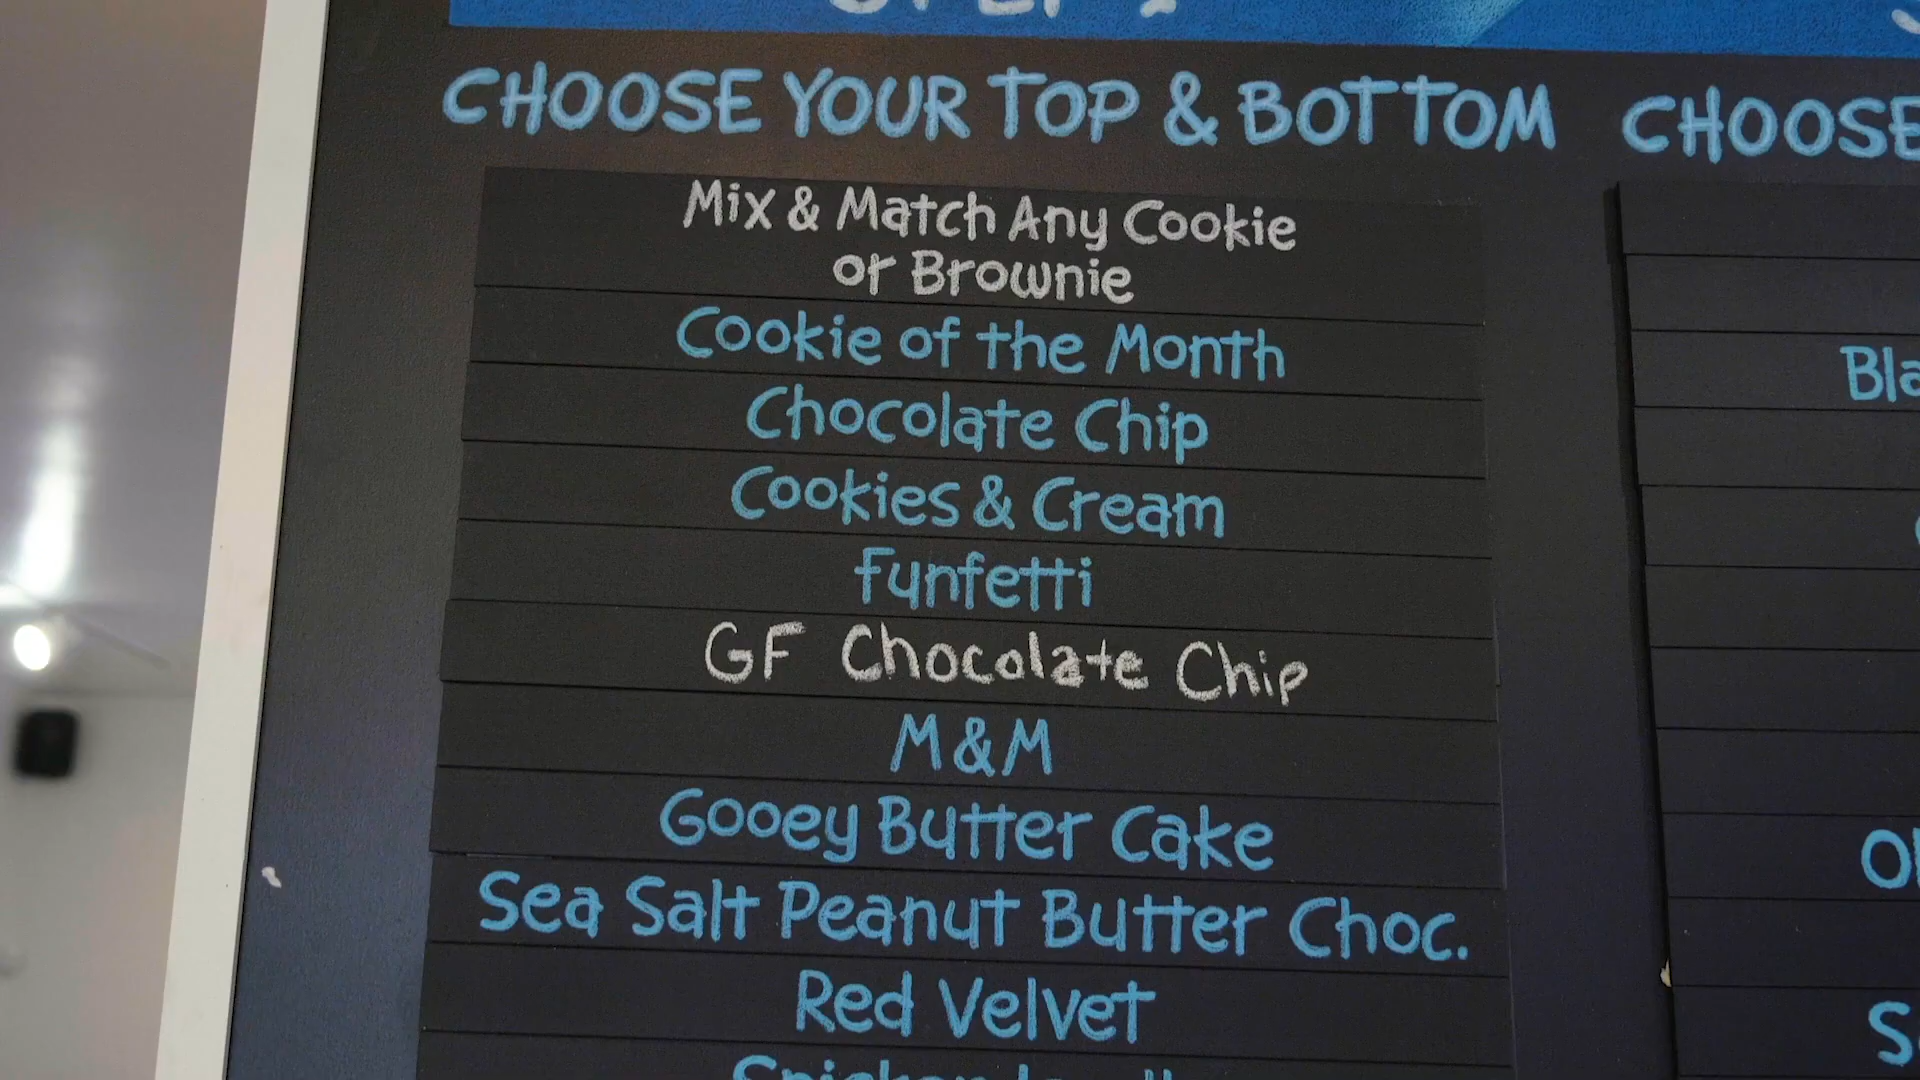 CHOOSE YOUR TOP & BOTTOM
CHOOSE
Mix & Match Any Cookie
or Brownie
Cookie of the Month
Chocolate Chip
Cookies & Cream
Funfetti
GF Chocolate Chip
M&M
Gooey Butter Cake
Sea Salt Peanut Butter Choc.
Red Velvet